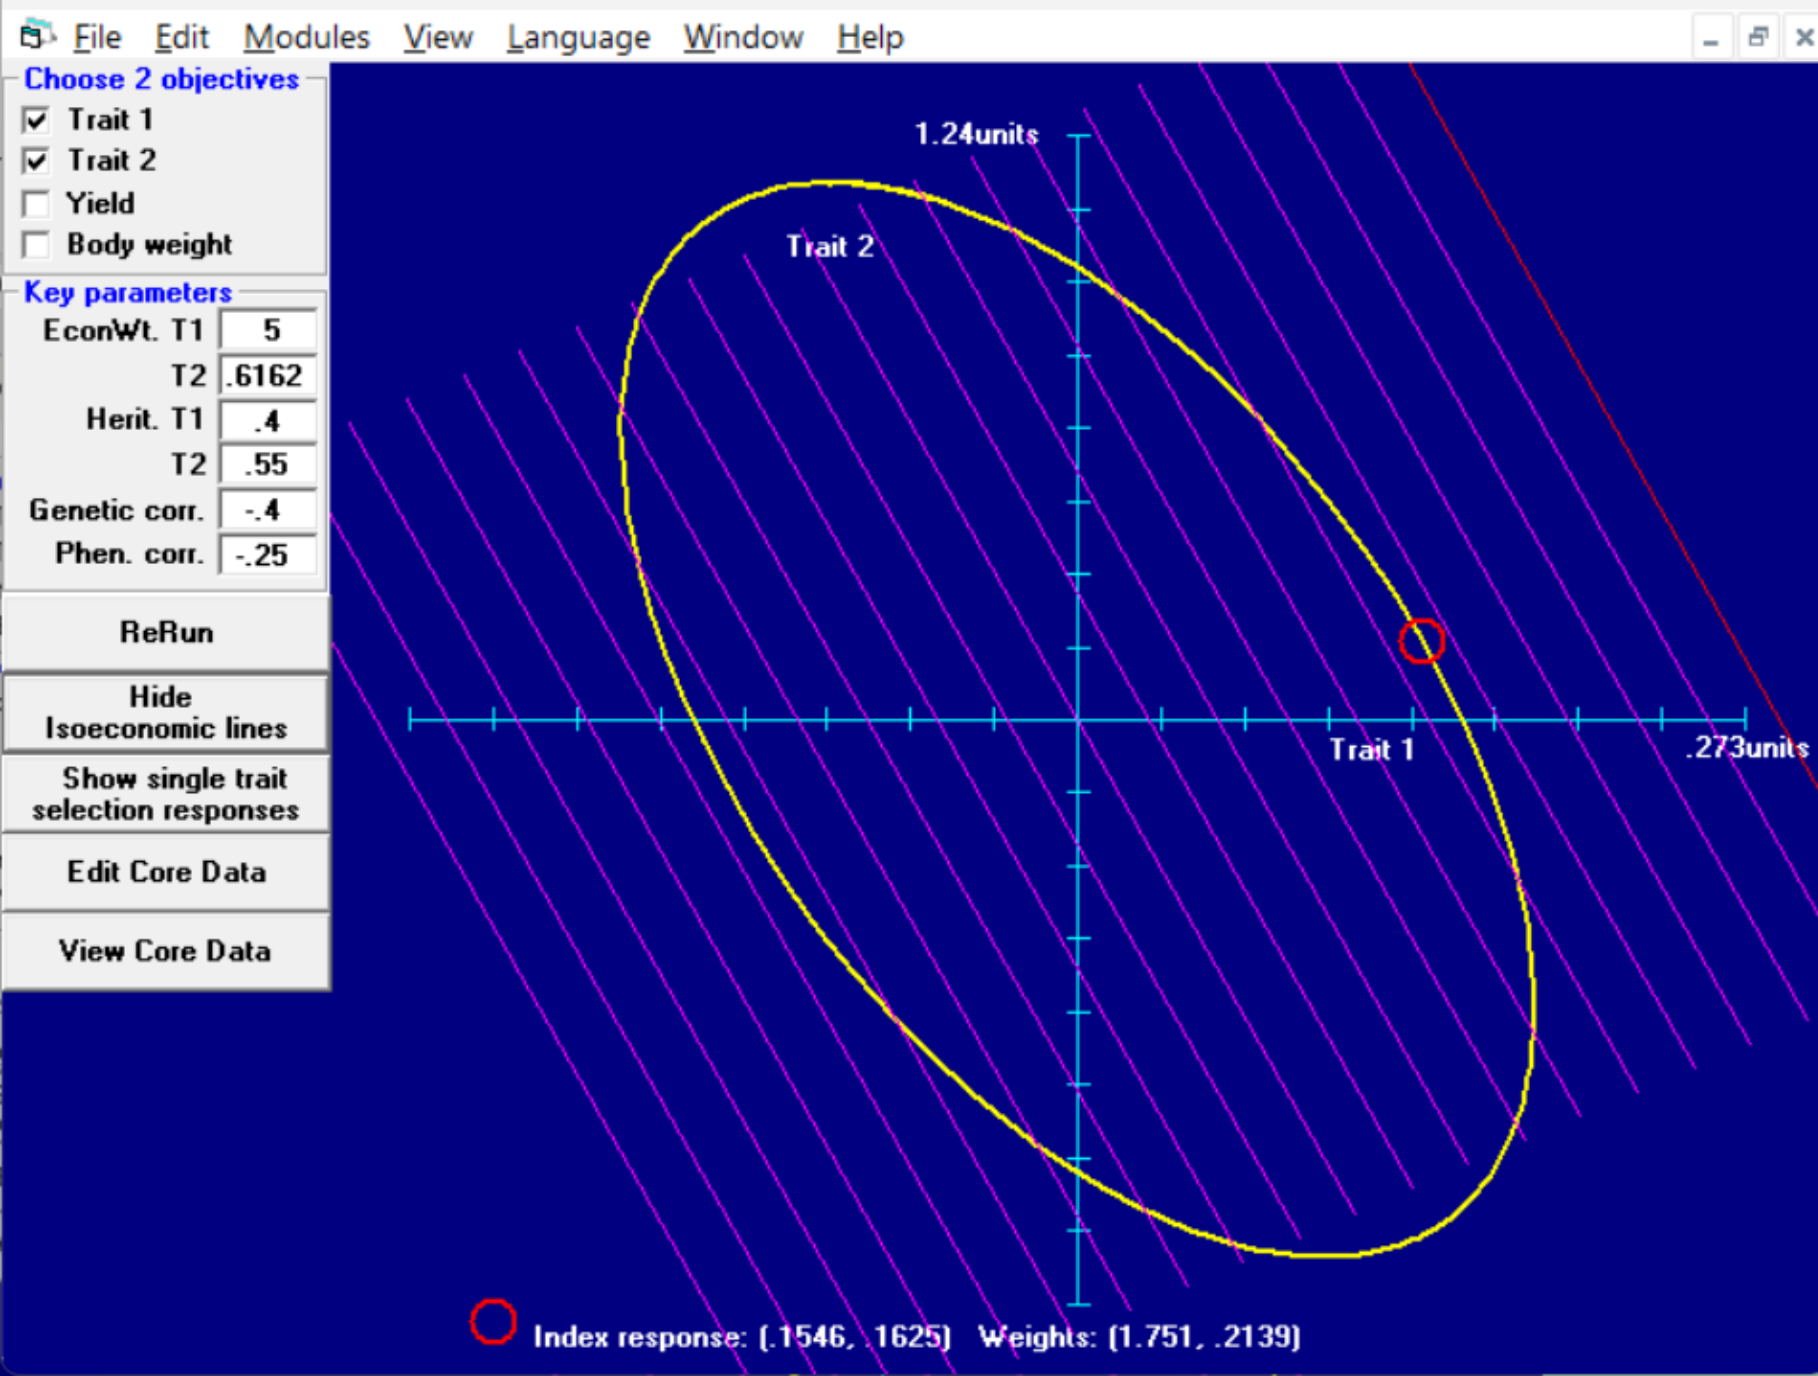 File Edit Modules View Language Window Help
Choose 2 objectives
Trait 1
Trait 2
Yield
Body weight
Key parameters
EconWt. T1 5
T2 .6162
Herit. T1 .4
T2 .55
Genetic corr. -.4
Phen. corr. -.25
ReRun
Hide
Isoeconomic lines
Show single trait
selection responses
Edit Core Data
View Core Data
1.24units
Trait 2
Trait 1
.273units
Index response: (.1546, .1625) Weights: (1.751, .2139)